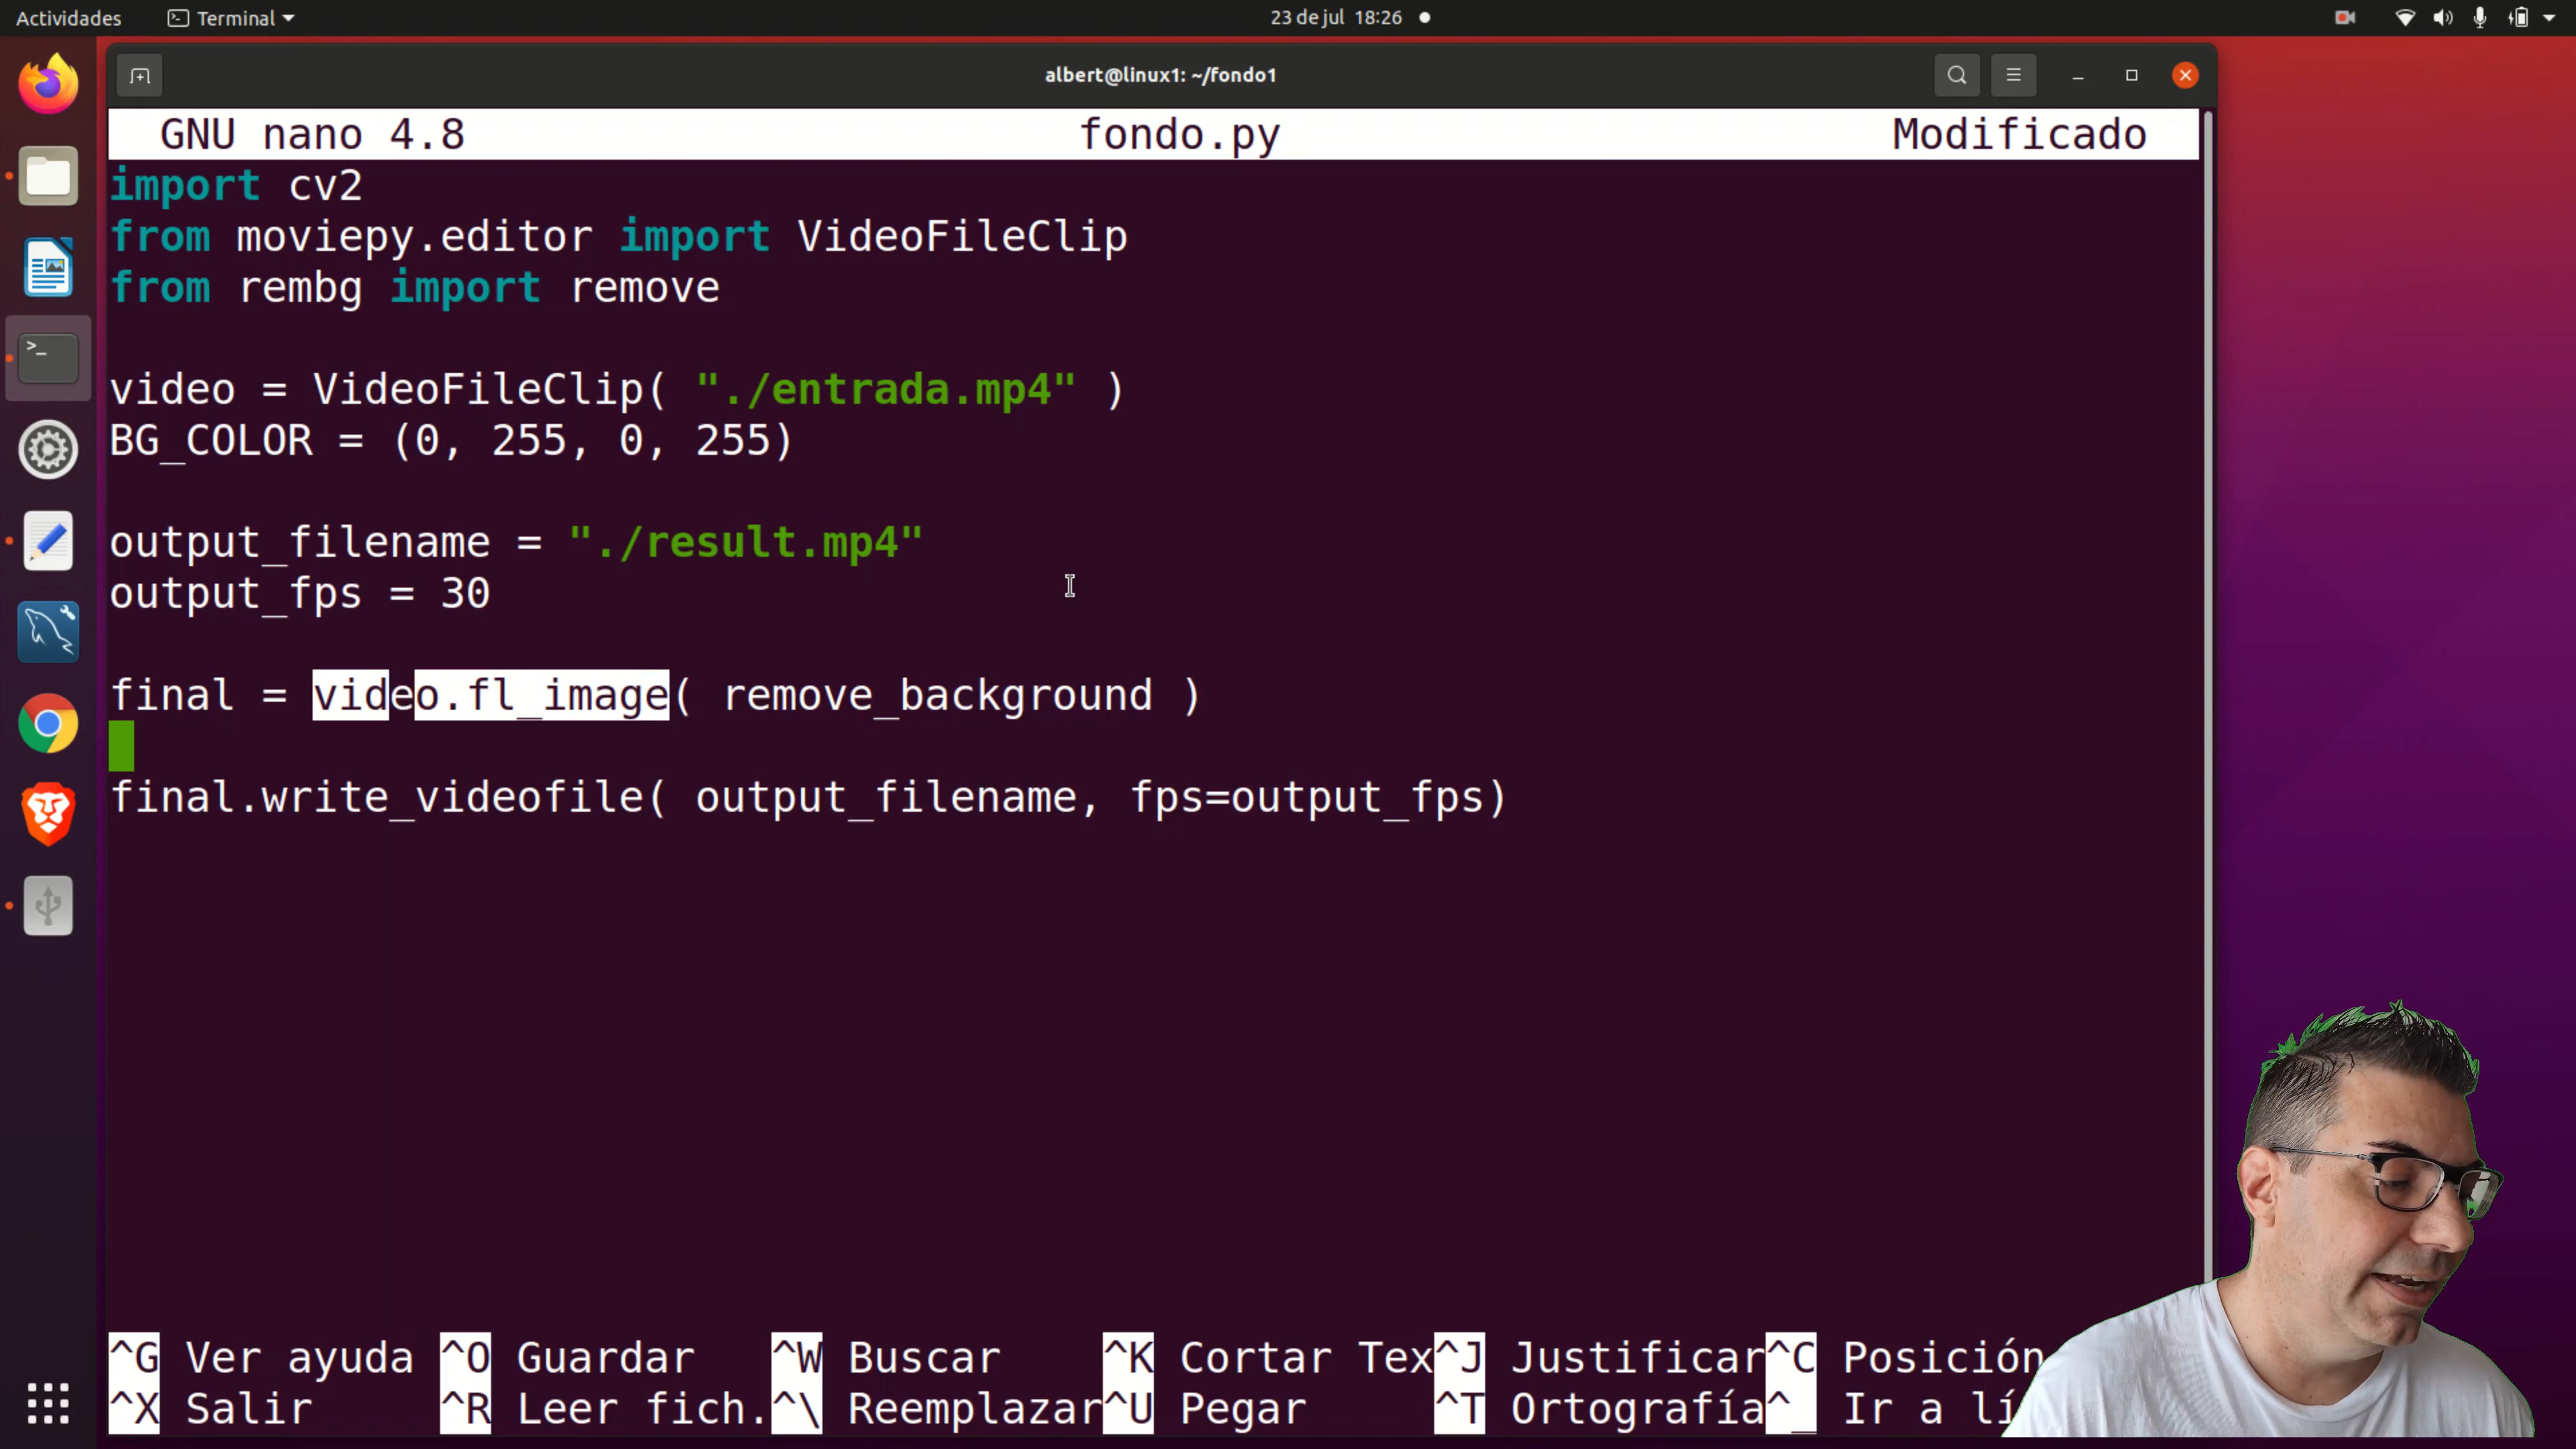 Actividades
Terminal
23 de jul 18:26
albert@linux1: ~/fondo1
GNU nano 4.8 fondo.py Modificado
import cv2
from moviepy.editor import VideoFileClip
from rembg import remove
video = VideoFileClip( "./entrada.mp4" )
BG_COLOR = (0, 255, 0, 255)
output_filename = "./result.mp4"
output_fps = 30
final = video.fl_image( remove_background )
final.write_videofile( output_filename, fps=output_fps)
^G Ver ayuda ^O Guardar ^W Buscar ^K Cortar Tex^J Justificar^C Posición
^X Salir ^R Leer fich.^\ Reemplazar^U Pegar ^T Ortografía^_ Ir a lí